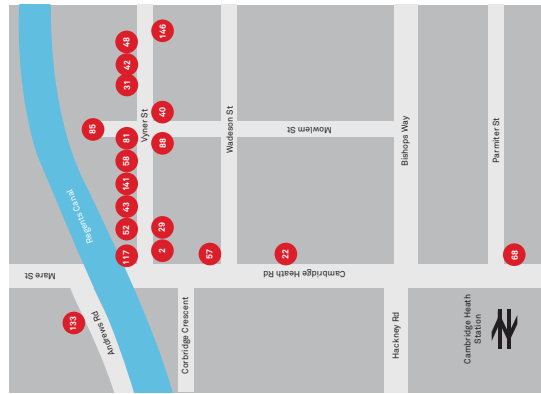 146
48
42
31
40
85
Vyner St
Wadeson St
Mowlem St
Bishops Way
Parmiter St
81
88
58
141
43
52
29
117
2
57
22
68
Regents Canal
Mare St
Cambridge Heath Rd
133
Andrews Rd
Corbridge Crescent
Hackney Rd
Cambridge Heath
Station